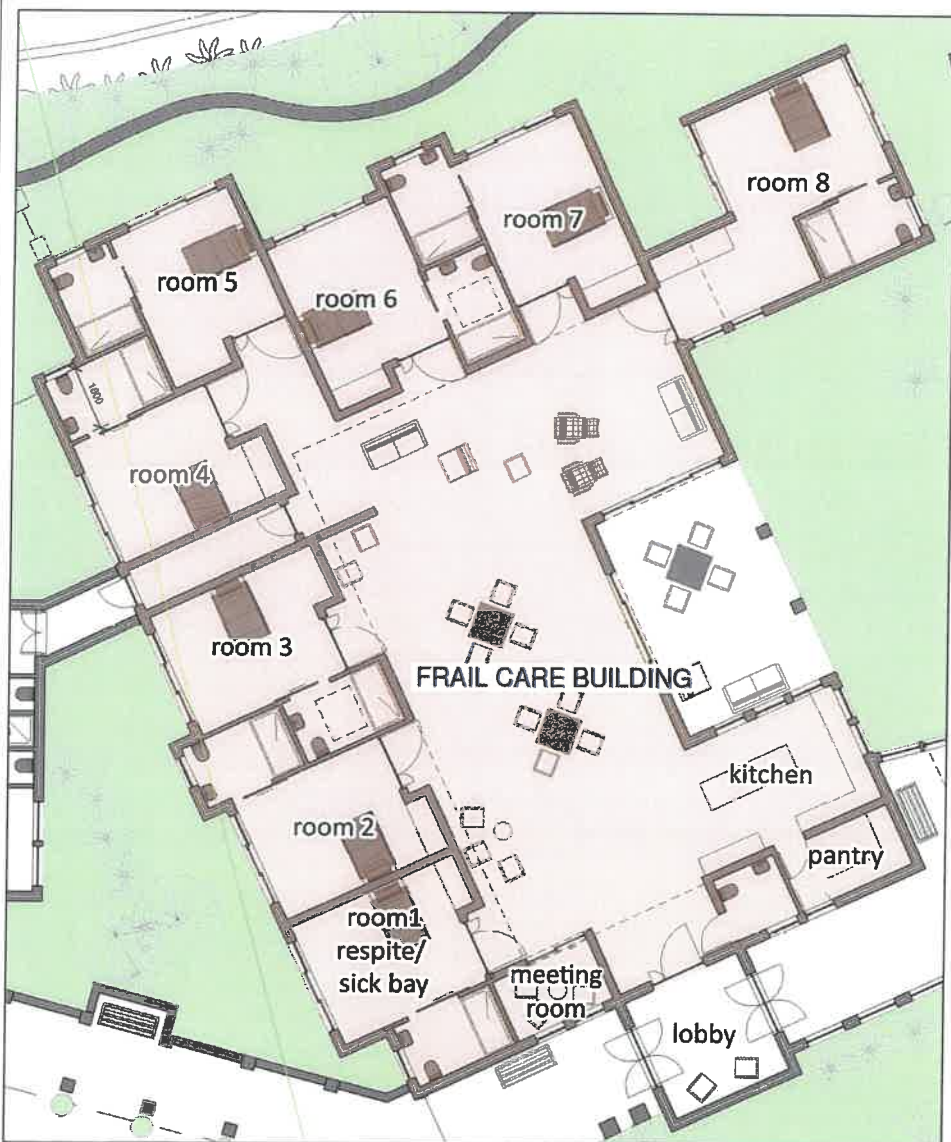 room 8
room 7
room 5
room 6
1800
room 4
room 3
FRAIL CARE BUILDING
kitchen
room 2
pantry
room1
respite/
sick bay
meeting
room
lobby